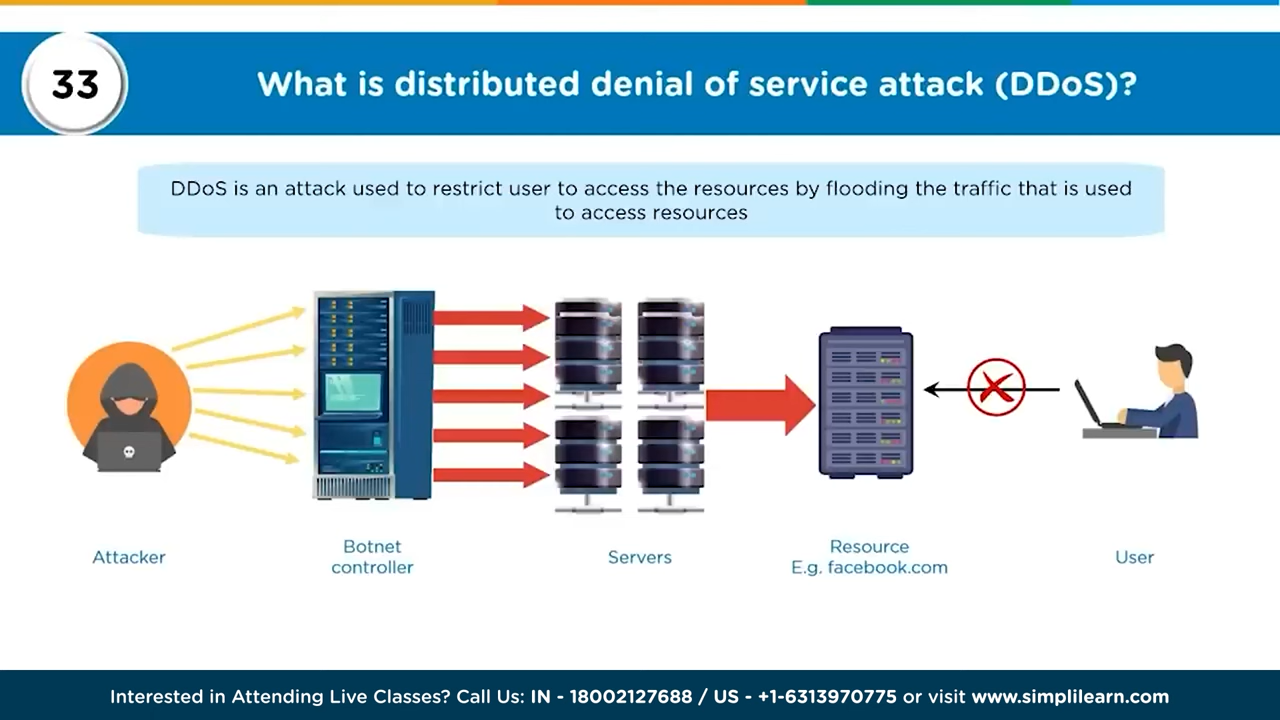 33
What is distributed denial of service attack (DDoS)?
DDoS is an attack used to restrict user to access the resources by flooding the traffic that is used
to access resources
Attacker
Botnet
controller
Servers
Resource
E.g. facebook.com
User
Interested in Attending Live Classes? Call Us: IN - 18002127688 / US - +1-6313970775 or visit www.simplilearn.com